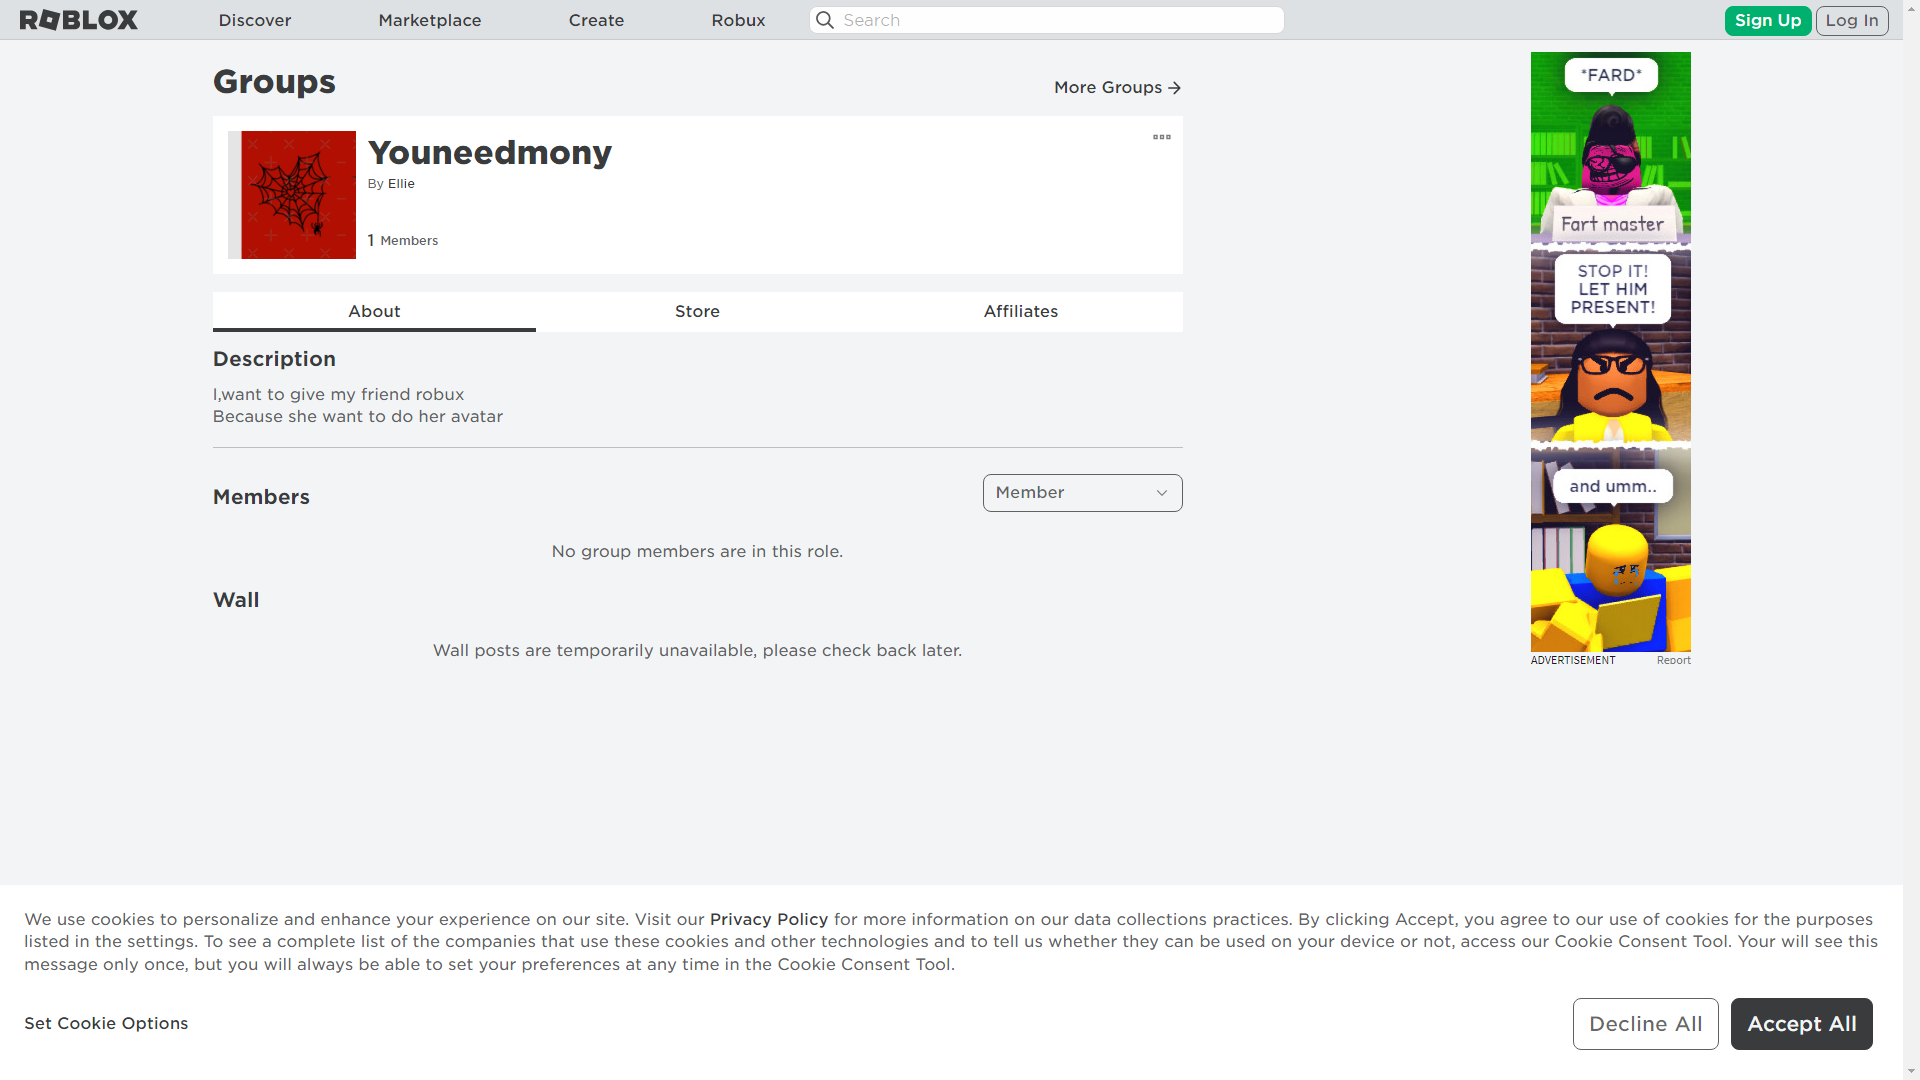 ROBLOX
Discover
Marketplace
Create
Robux
Search
Sign Up
Log In
Groups
More Groups
Youneedmony
By Ellie
1 Members
About
Store
Affiliates
Description
I,want to give my friend robux
Because she want to do her avatar
Members
Member
No group members are in this role.
Wall
Wall posts are temporarily unavailable, please check back later.
*FARD*
Fart master
STOP IT!
LET HIM
PRESENT!
and umm..
ADVERTISEMENT
Report
We use cookies to personalize and enhance your experience on our site. Visit our Privacy Policy for more information on our data collections practices. By clicking Accept, you agree to our use of cookies for the purposes
listed in the settings. To see a complete list of the companies that use these cookies and other technologies and to tell us whether they can be used on your device or not, access our Cookie Consent Tool. Your will see this
message only once, but you will always be able to set your preferences at any time in the Cookie Consent Tool.
Set Cookie Options
Decline All
Accept All